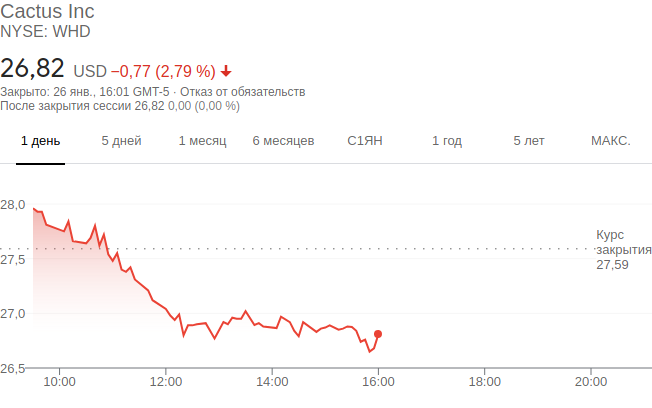 Cactus Inc
NYSE: WHD
26,82 USD −0,77 (2,79 %)
Закрыто: 26 янв., 16:01 GMT-5 · Отказ от обязательств
После закрытия сессии 26,82 0,00 (0,00 %)
1 день 5 дней 1 месяц 6 месяцев С1ЯН 1 год 5 лет МАКС.
28,0
Курс
закрытия
27,59
27,5
27,0
26,5
10:00 12:00 14:00 16:00 18:00 20:00